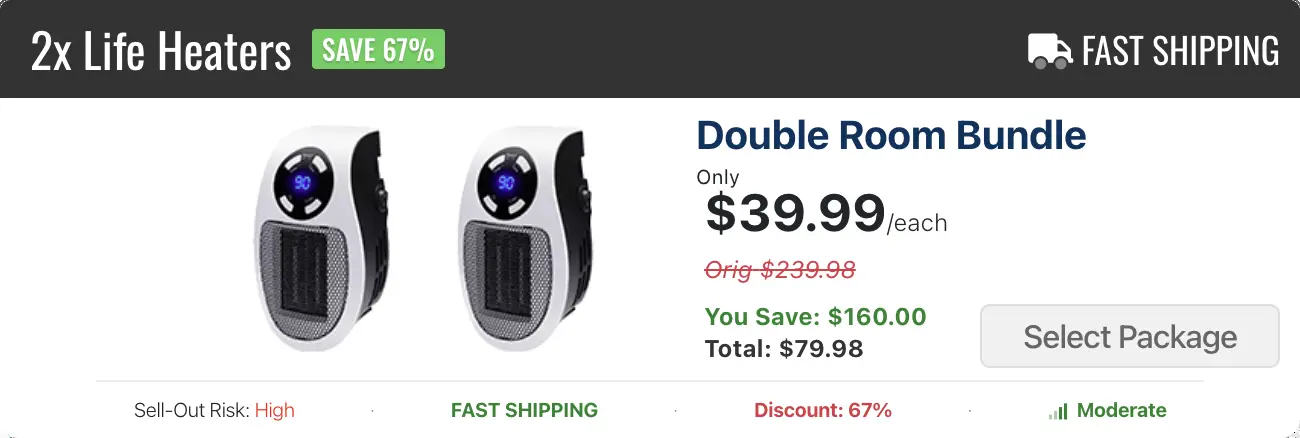 2x Life Heaters SAVE 67% FAST SHIPPING
Double Room Bundle
Only
$39.99/each
Orig $239.98
You Save: $160.00
Total: $79.98
Select Package
Sell-Out Risk: High · FAST SHIPPING · Discount: 67% · Moderate
90
90